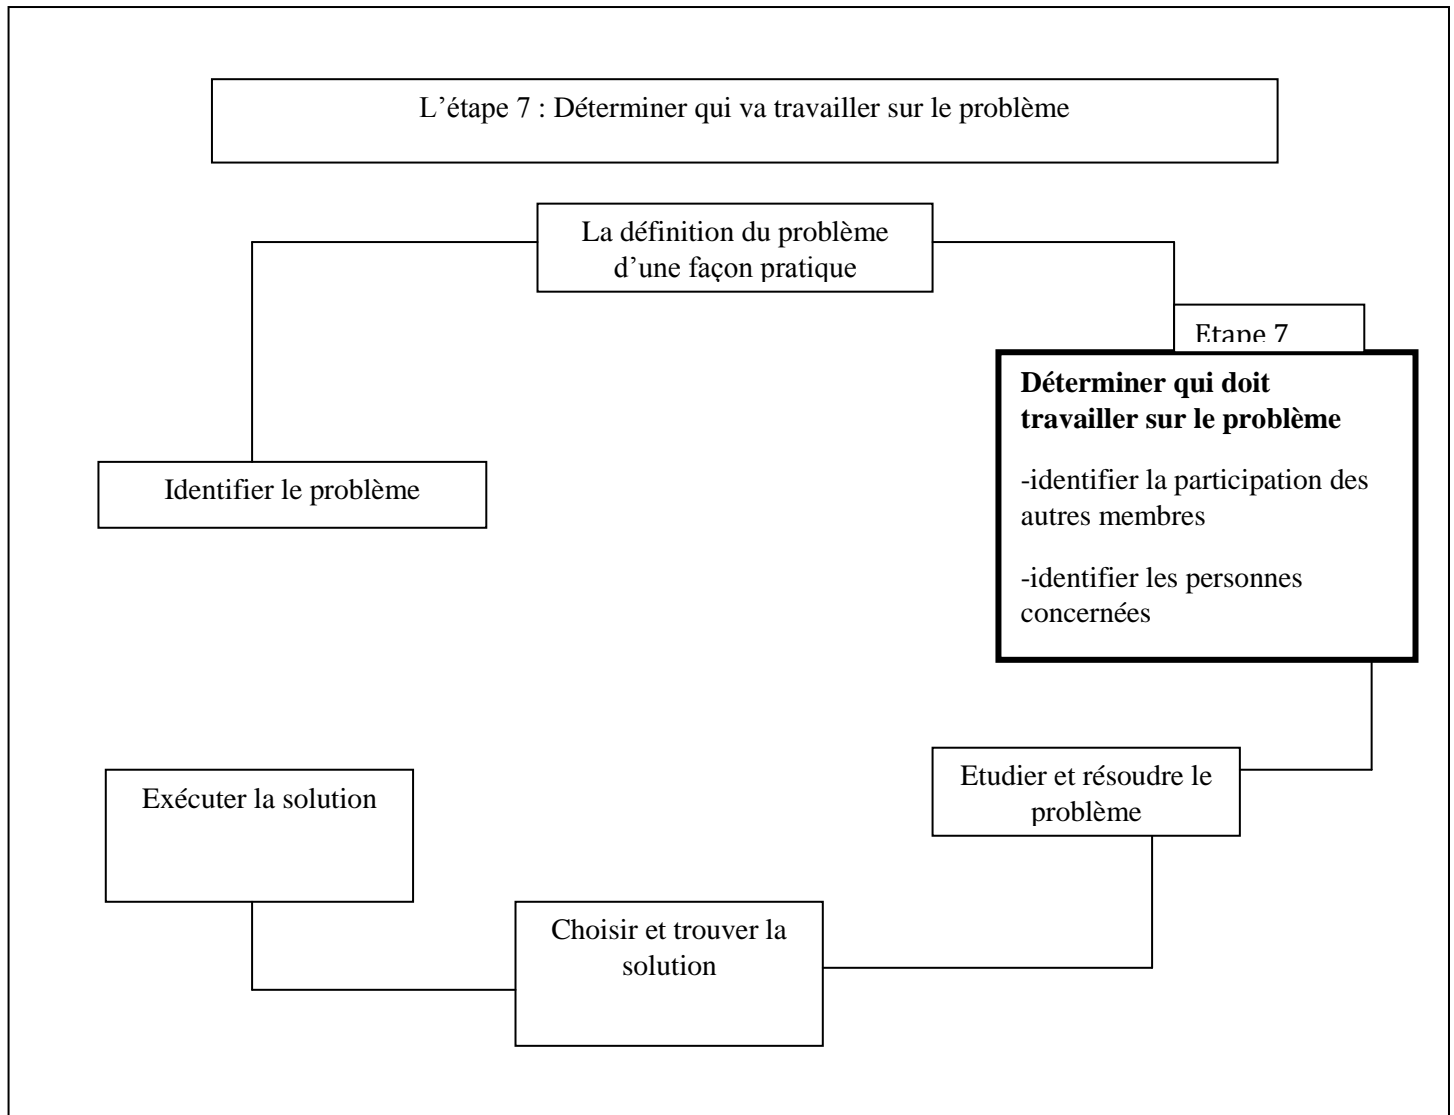 L’étape 7 : Déterminer qui va travailler sur le problème
La définition du problème
d’une façon pratique
Etape 7
Déterminer qui doit
travailler sur le problème
-identifier la participation des
autres membres
-identifier les personnes
concernées
Identifier le problème
Etudier et résoudre le
problème
Exécuter la solution
Choisir et trouver la
solution